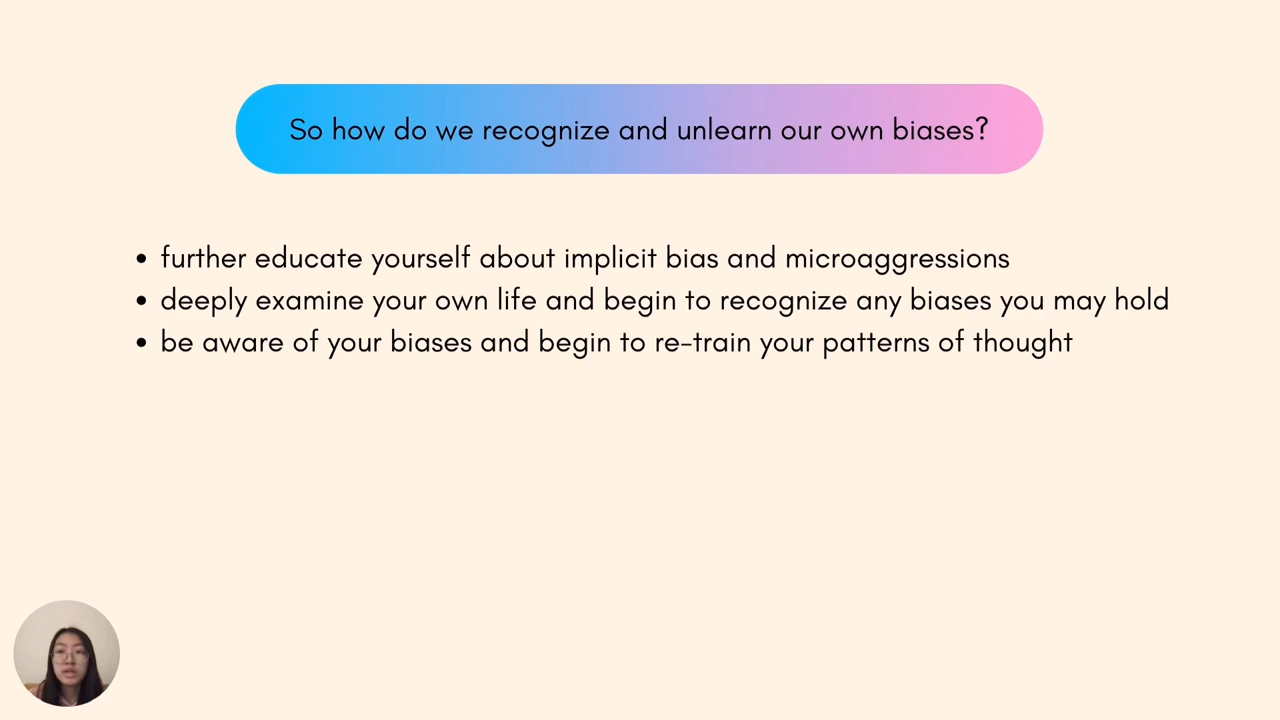 So how do we recognize and unlearn our own biases?
• further educate yourself about implicit bias and microaggressions
• deeply examine your own life and begin to recognize any biases you may hold
• be aware of your biases and begin to re-train your patterns of thought